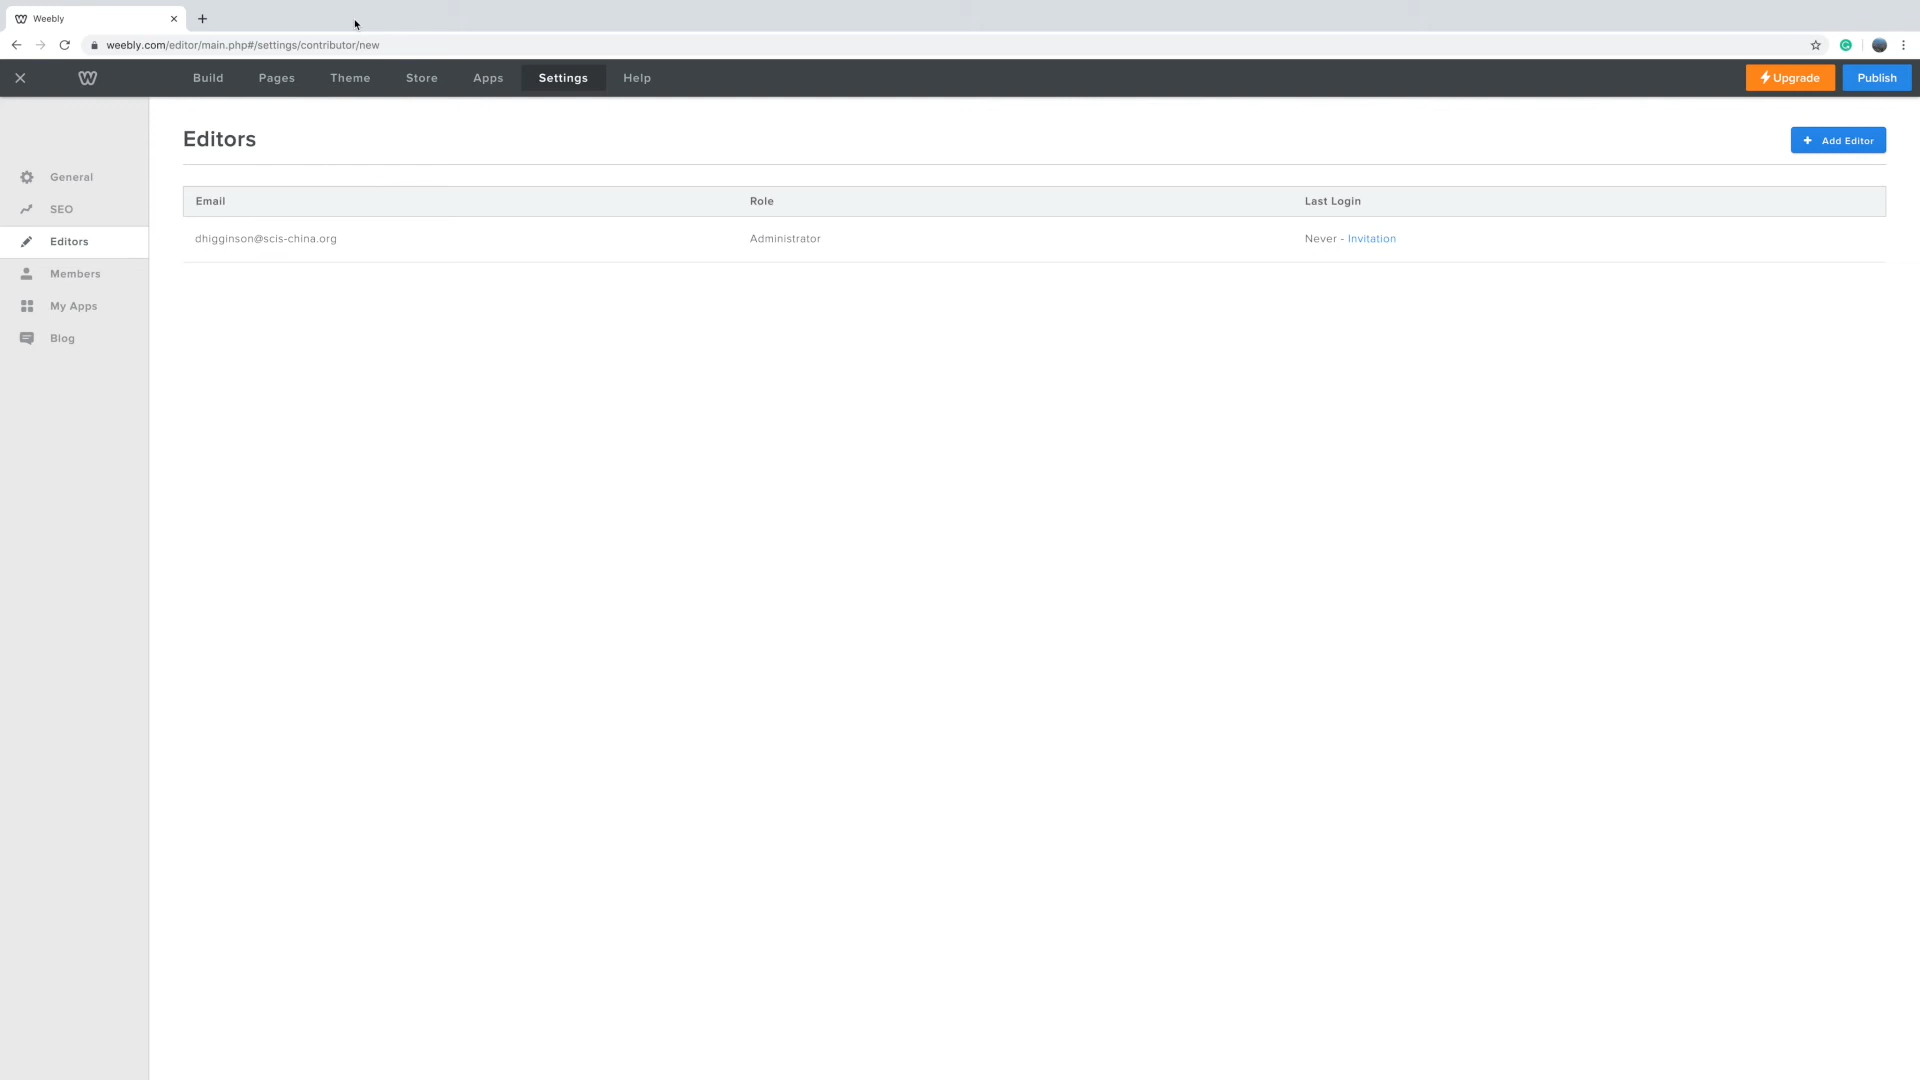 Weebly
weebly.com/editor/main.php#/settings/contributor/new
Build Pages Theme Store Apps Settings Help Upgrade Publish
Editors
+ Add Editor
General
SEO
Editors
Members
My Apps
Blog
Email Role Last Login
dhigginson@scis-china.org Administrator Never - Invitation